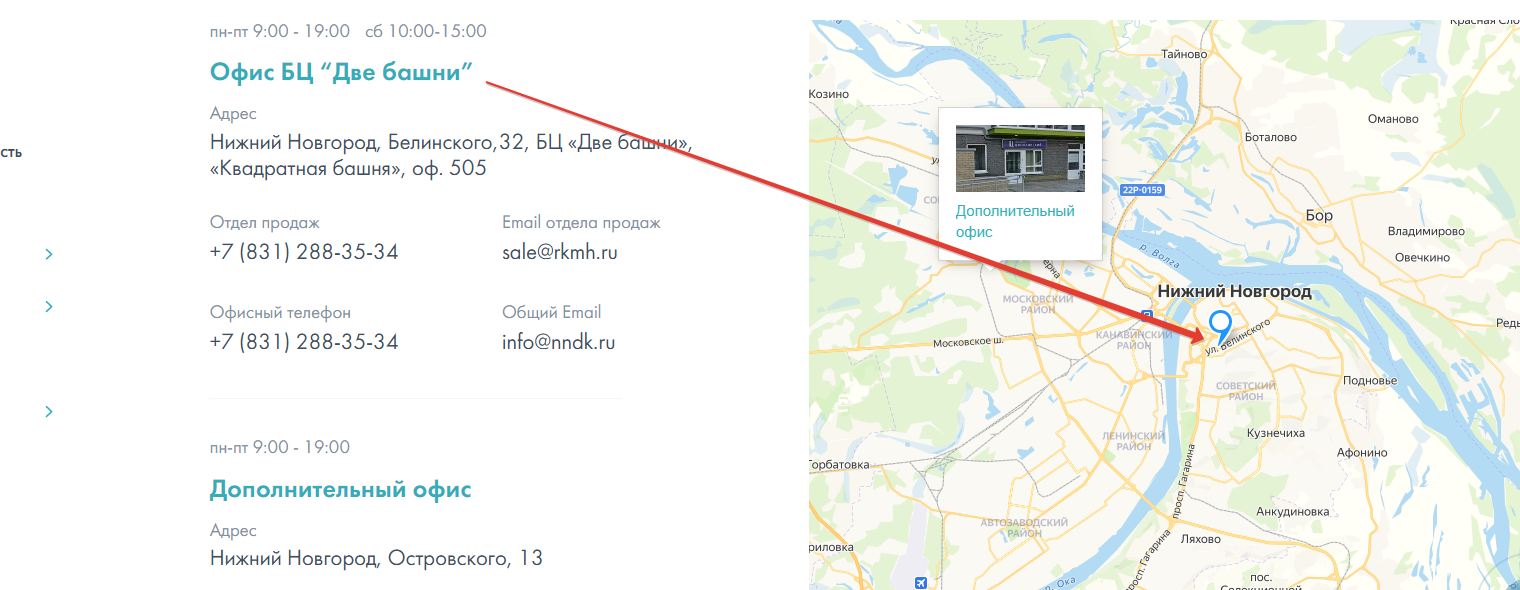 пн-пт 9:00 - 19:00 сб 10:00-15:00
Офис БЦ “Две башни”
Адрес
Нижний Новгород, Белинского,32, БЦ «Две башни»,
«Квадратная башня», оф. 505
Отдел продаж
Email отдела продаж
+7 (831) 288-35-34
sale@rkmh.ru
Офисный телефон
Общий Email
+7 (831) 288-35-34
info@nndk.ru
пн-пт 9:00 - 19:00
Дополнительный офис
Адрес
Нижний Новгород, Островского, 13
сть
Тайново
Козино
Оманово
Боталово
22Р-0159
Дополнительный
офис
Бор
Владимирово
Овечкино
р. Волга
Нижний Новгород
МОСКОВСКИЙ
РАЙОН
КАНАВИНСКИЙ
РАЙОН
Московское ш.
ул. Белинского
Редь
Подновье
СОВЕТСКИЙ
РАЙОН
Кузнечиха
ЛЕНИНСКИЙ
РАЙОН
Афонино
Горбатовка
просп. Гагарина
Анкудиновка
АВТОЗАВОДСКИЙ
РАЙОН
Ляхово
риловка
просп. Гагарина
р. Ока
пос.